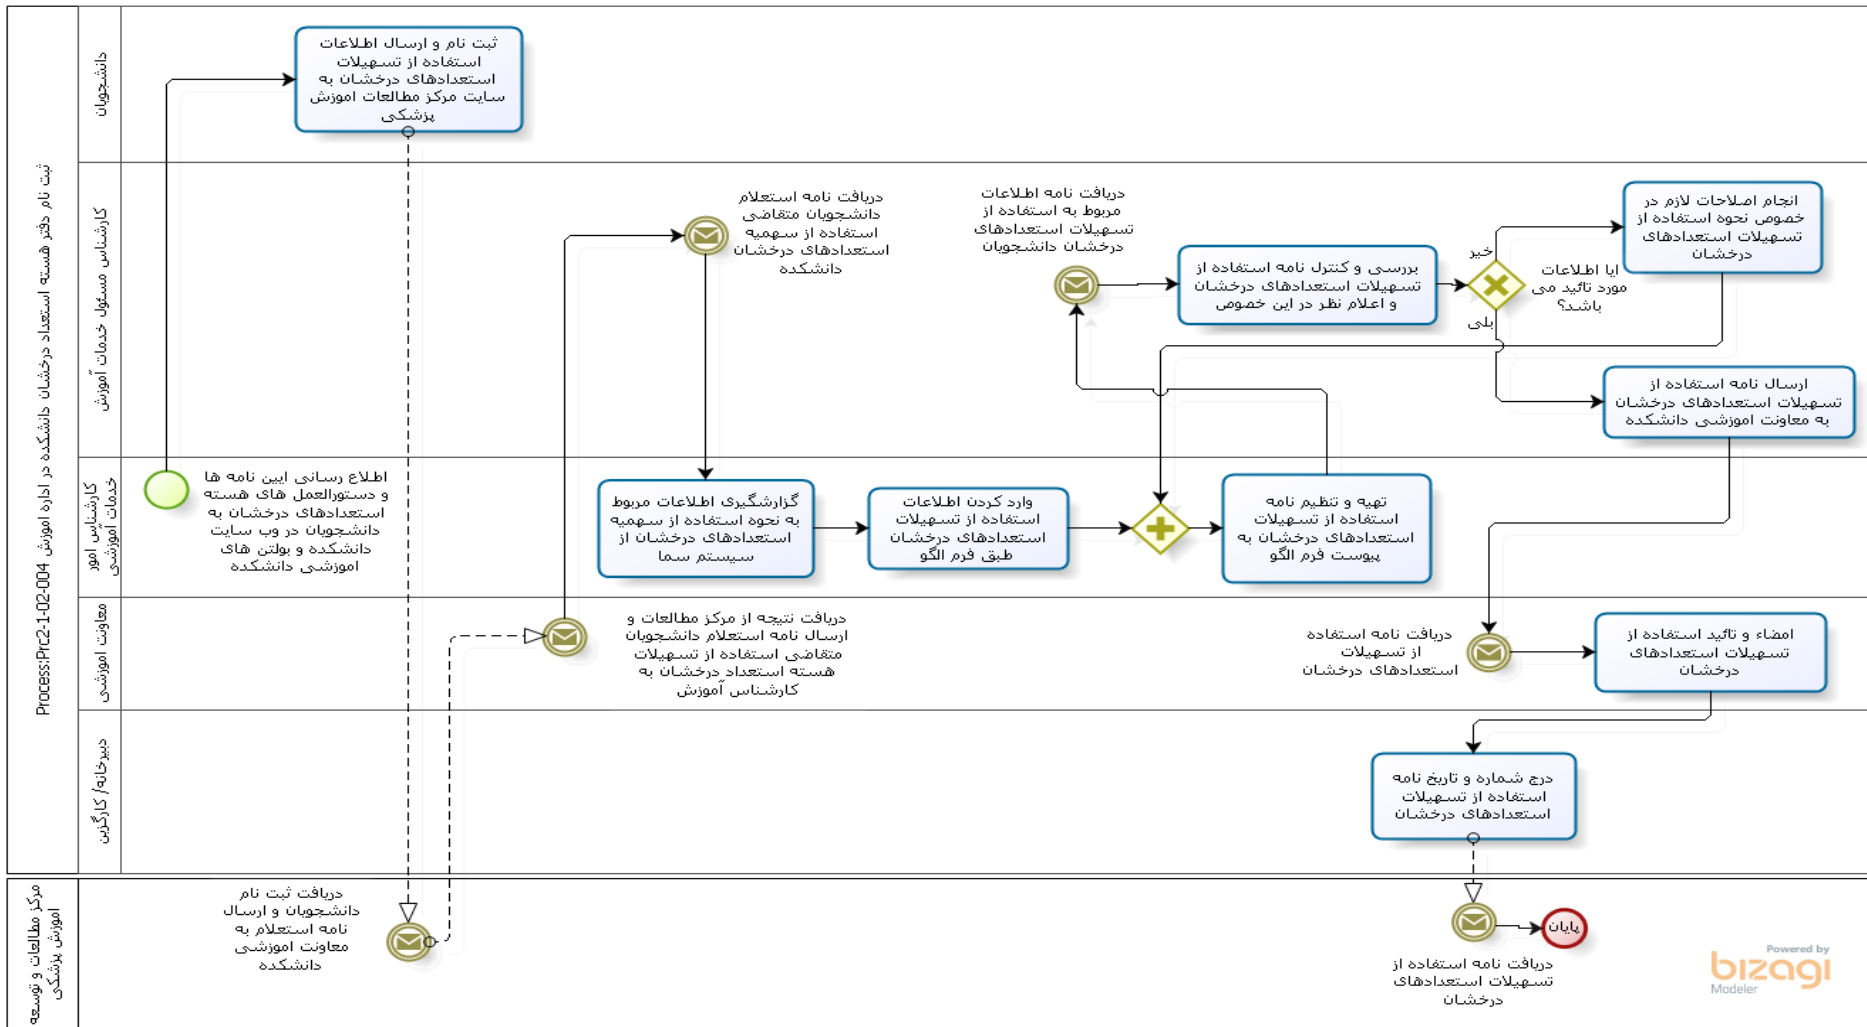 Process:Prc2-1-02-004 ثبت نام دفتر هسته استعداد درخشان دانشکده در اداره اموزش
دانشجویان
ثبت نام و ارسال اطلاعات
استفاده از تسهیلات
استعدادهای درخشان به
سایت مرکز مطالعات اموزش
پزشکی
کارشناس مسئول خدمات آموزش
دریافت نامه استعلام
دانشجویان متقاضی
استفاده از سهمیه
استعدادهای درخشان
دانشکده
دریافت نامه اطلاعات
مربوط به استفاده از
تسهیلات استعدادهای
درخشان دانشجویان
بررسی و کنترل نامه استفاده از
تسهیلات استعدادهای درخشان
و اعلام نظر در این خصوص
خیر
ایا اطلاعات
مورد تائید می
باشد؟
بلی
انجام اصلاحات لازم در
خصوص نحوه استفاده از
تسهیلات استعدادهای
درخشان
ارسال نامه استفاده از
تسهیلات استعدادهای درخشان
به معاونت اموزشی دانشکده
کارشناس امور
خدمات آموزشی
اطلاع رسانی ایین نامه ها
و دستورالعمل های هسته
استعدادهای درخشان به
دانشجویان در وب سایت
دانشکده و بولتن های
اموزشی دانشکده
گزارشگیری اطلاعات مربوط
به نحوه استفاده از سهمیه
استعدادهای درخشان از
سیستم سما
وارد کردن اطلاعات
استفاده از تسهیلات
استعدادهای درخشان
طبق فرم الگو
تهیه و تنظیم نامه
استفاده از تسهیلات
استعدادهای درخشان به
پیوست فرم الگو
معاونت اموزشی
دریافت نتیجه از مرکز مطالعات و
ارسال نامه استعلام دانشجویان
متقاضی استفاده از تسهیلات
هسته استعداد درخشان به
کارشناس آموزش
دریافت نامه استفاده
از تسهیلات
استعدادهای درخشان
امضاء و تائید استفاده از
تسهیلات استعدادهای
درخشان
دبیرخانه/ کارگزین
درج شماره و تاریخ نامه
استفاده از تسهیلات
استعدادهای درخشان
مرکز مطالعات و توسعه
اموزش پزشکی
دریافت ثبت نام
دانشجویان و ارسال
نامه استعلام به
معاونت اموزشی
دانشکده
دریافت نامه استفاده از
تسهیلات استعدادهای
درخشان
پایان
Powered by
bizagi
Modeler